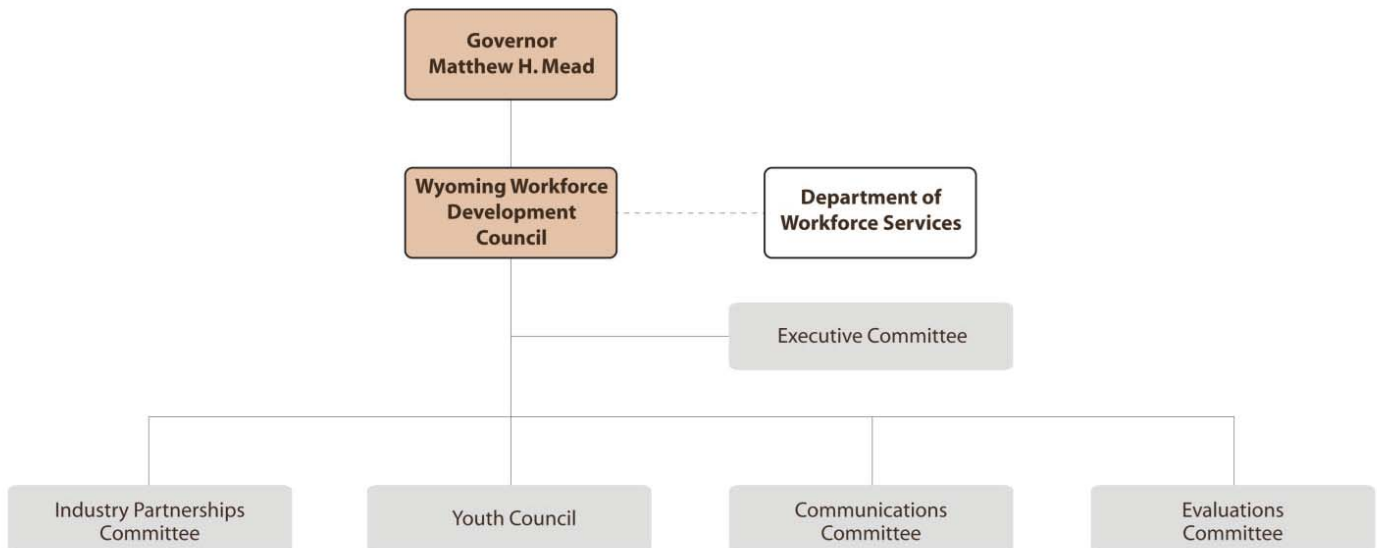 Governor
Matthew H. Mead
Wyoming Workforce
Development
Council
Department of
Workforce Services
Executive Committee
Industry Partnerships
Committee
Youth Council
Communications
Committee
Evaluations
Committee